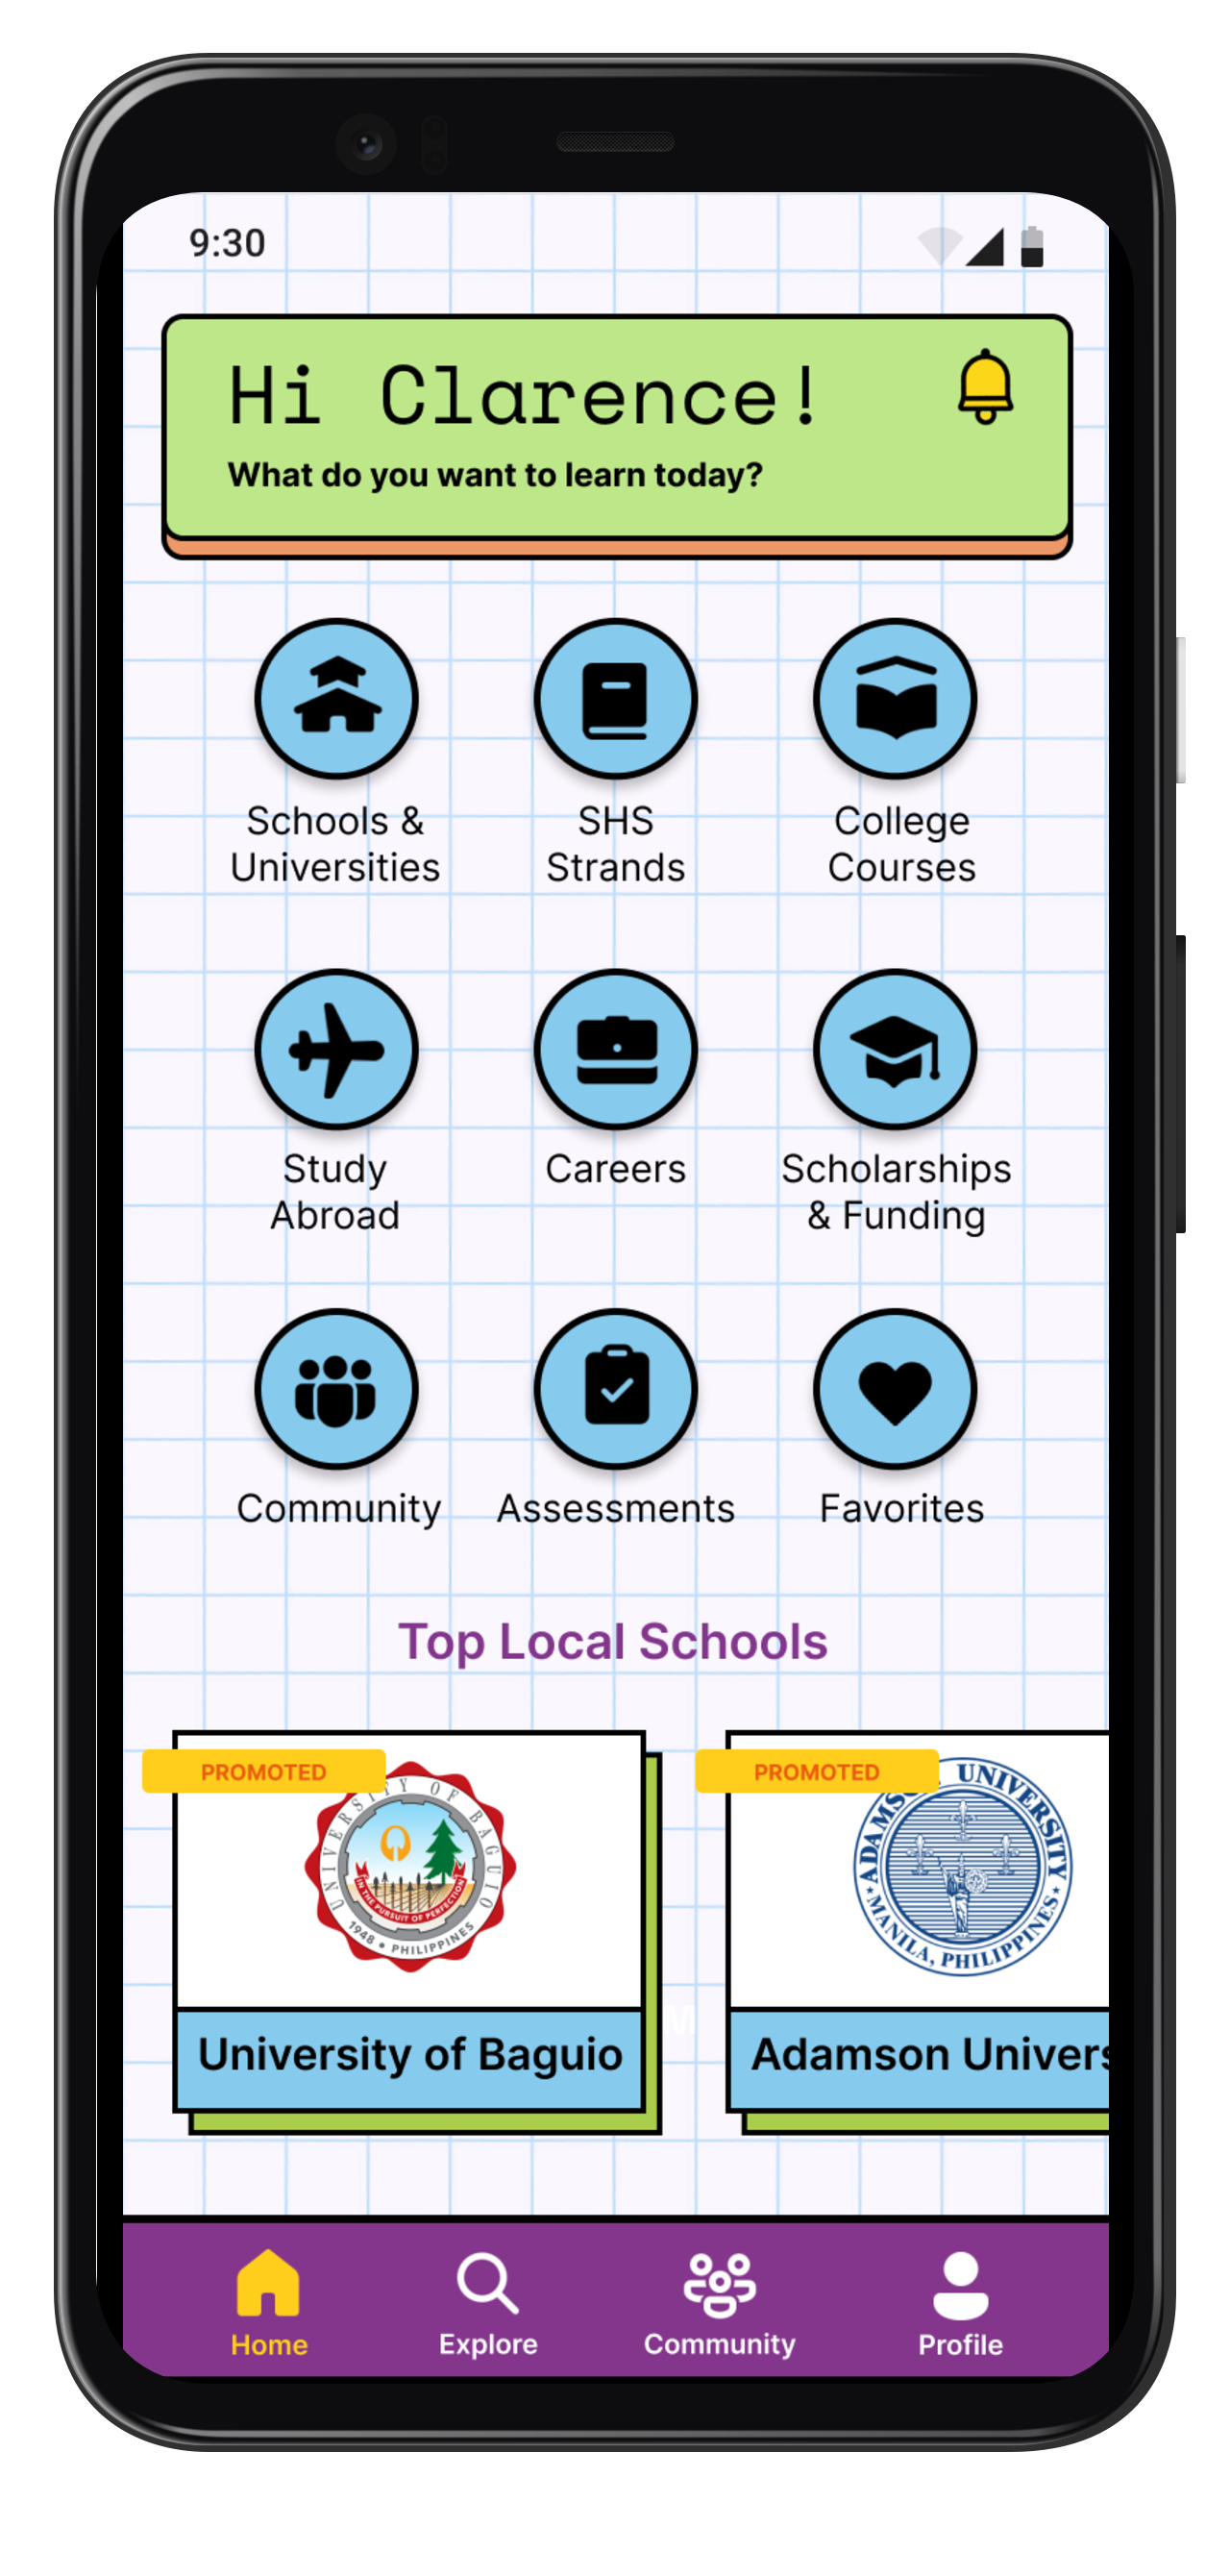 9:30
Hi Clarence!
What do you want to learn today?
Schools &
Universities
SHS
Strands
College
Courses
Study
Abroad
Careers
Scholarships
& Funding
Community
Assessments
Favorites
Top Local Schools
PROMOTED
UNIVERSITY OF BAGUIO
IN THE PURSUIT OF PERFECTION
1948 • PHILIPPINES
University of Baguio
PROMOTED
UNIVERSITY
MANILA, PHILIPPINES
M
Adamson Univers
Home
Explore
Community
Profile